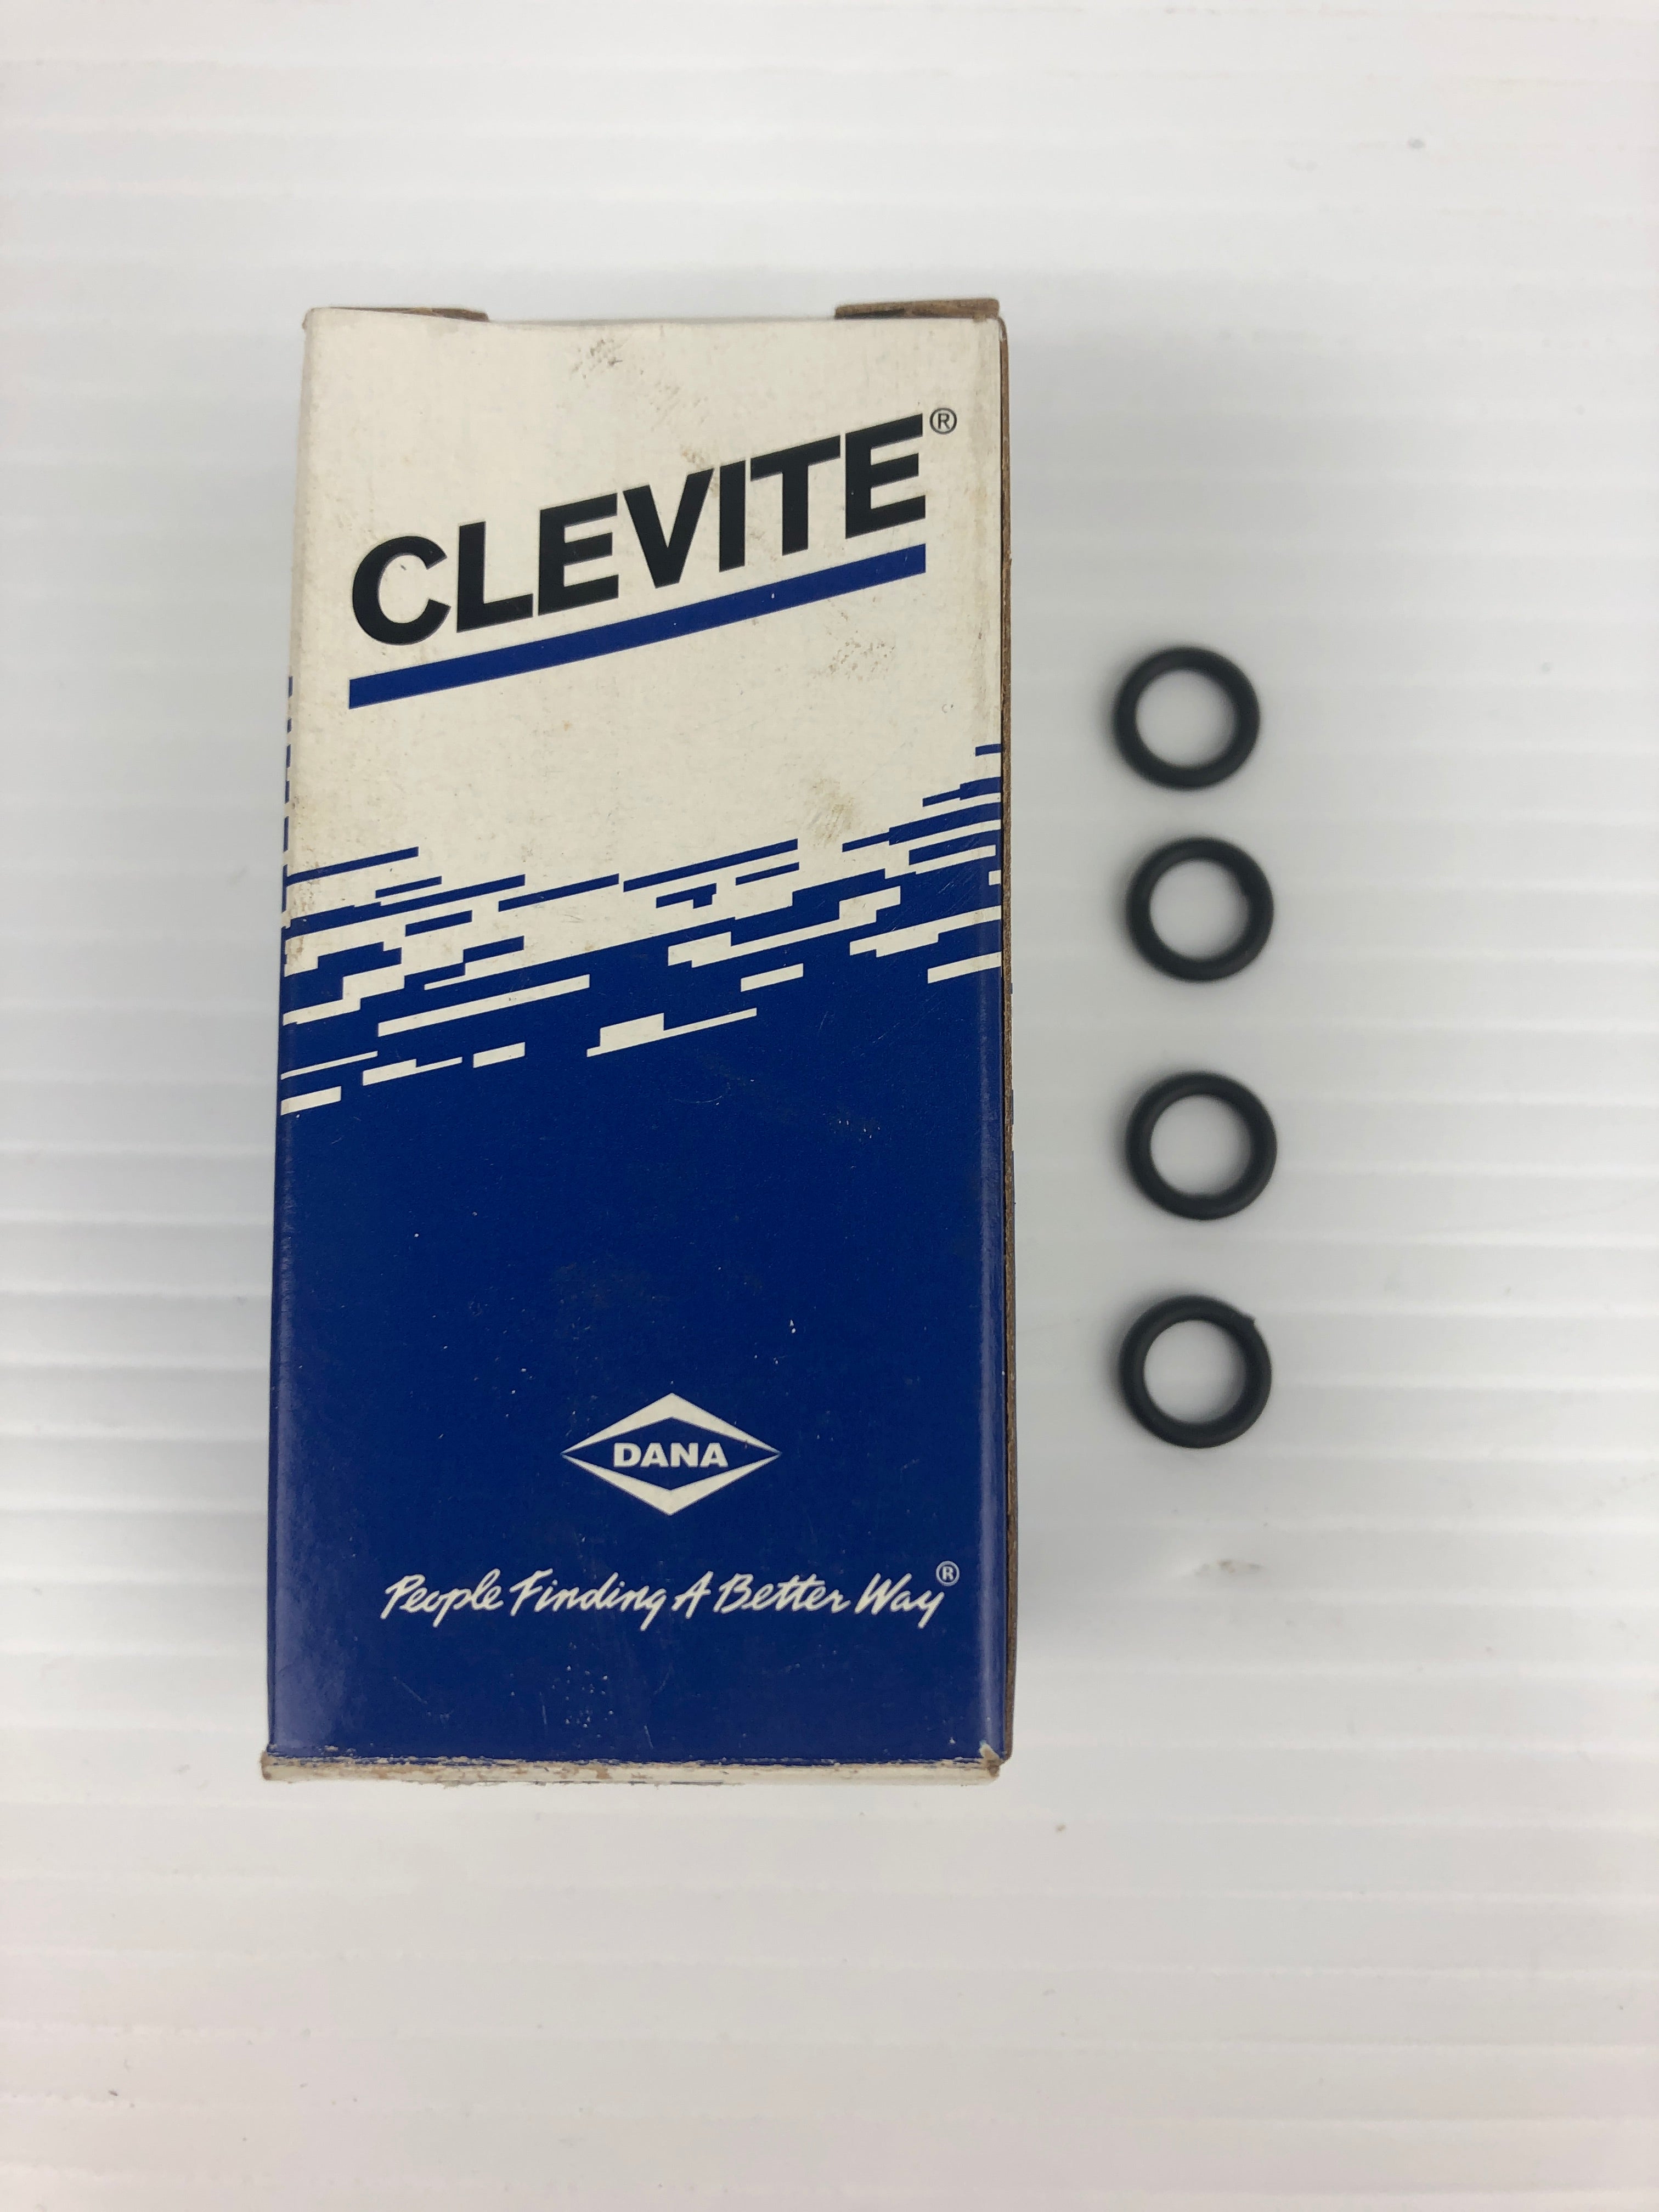 CLEVITE®
DANA
People Finding A Better Way®